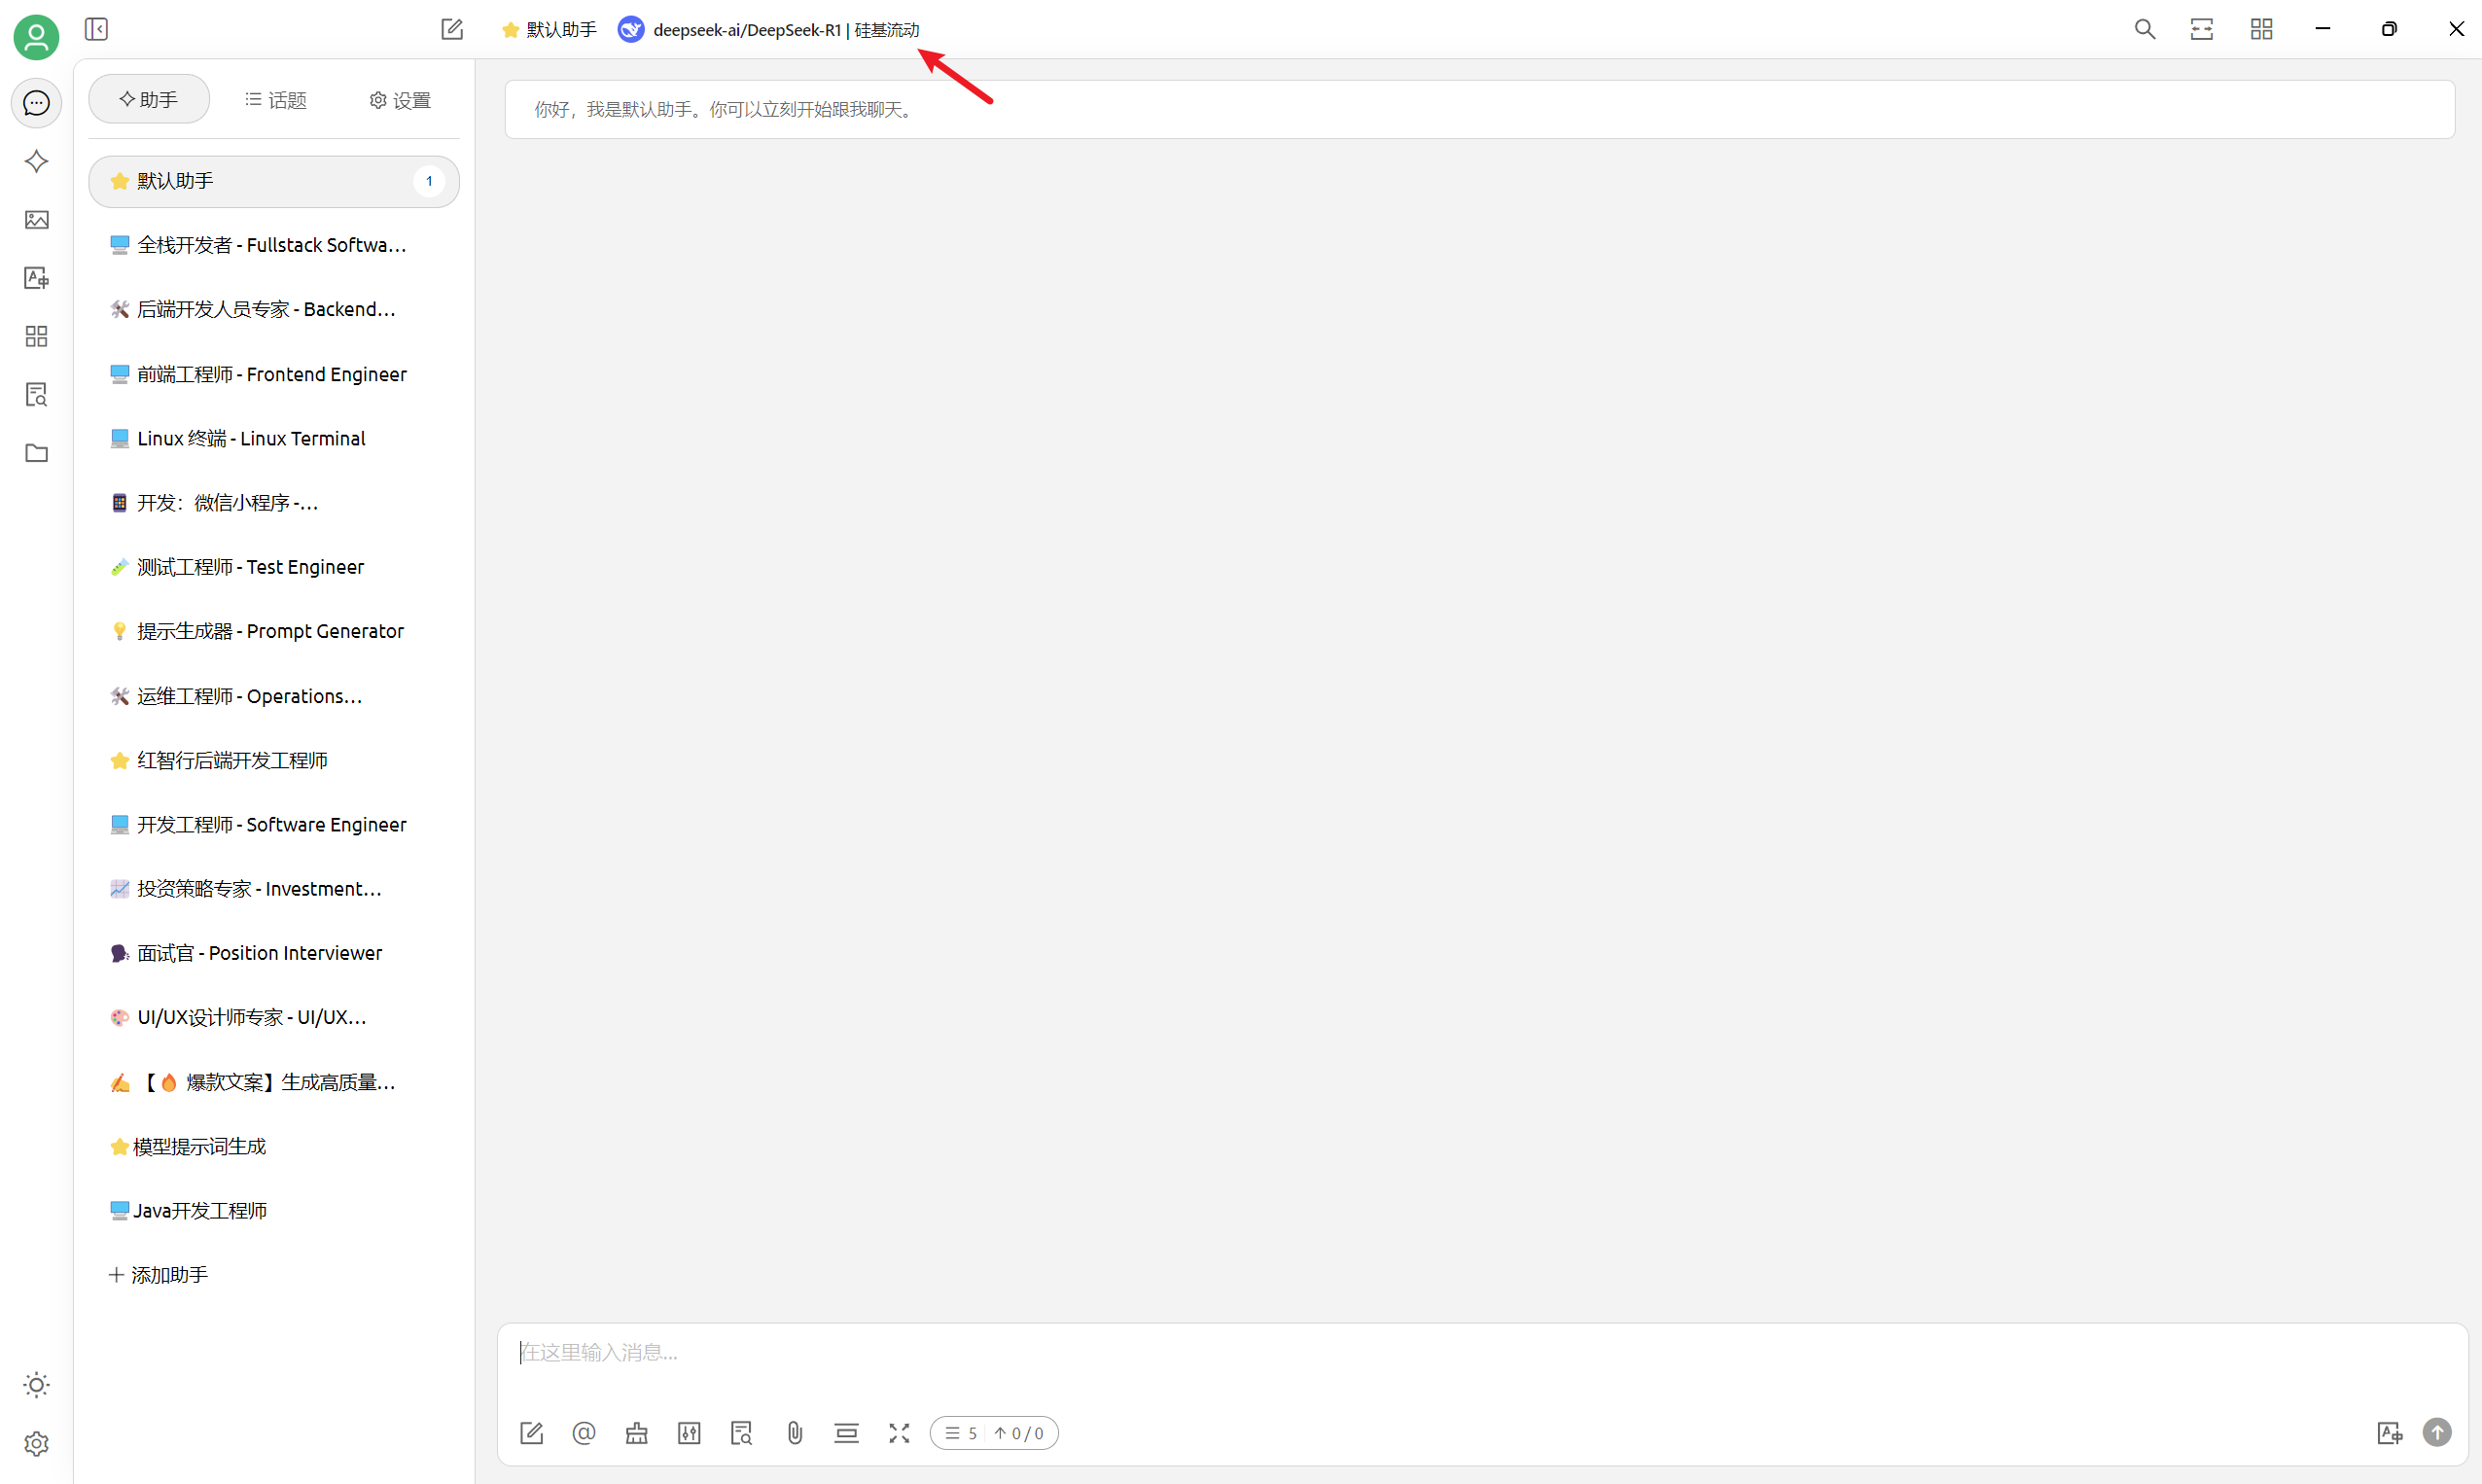 默认助手 deepseek-ai/DeepSeek-R1 | 硅基流动
助手 话题 设置
你好，我是默认助手。你可以立刻开始跟我聊天。
默认助手 1
全栈开发者 - Fullstack Softwa...
后端开发人员专家 - Backend...
前端工程师 - Frontend Engineer
Linux 终端 - Linux Terminal
开发：微信小程序 -...
测试工程师 - Test Engineer
提示生成器 - Prompt Generator
运维工程师 - Operations...
红智行后端开发工程师
开发工程师 - Software Engineer
投资策略专家 - Investment...
面试官 - Position Interviewer
UI/UX设计师专家 - UI/UX...
【🔥 爆款文案】生成高质量...
模型提示词生成
Java开发工程师
+ 添加助手
在这里输入消息...
5 ↑ 0 / 0